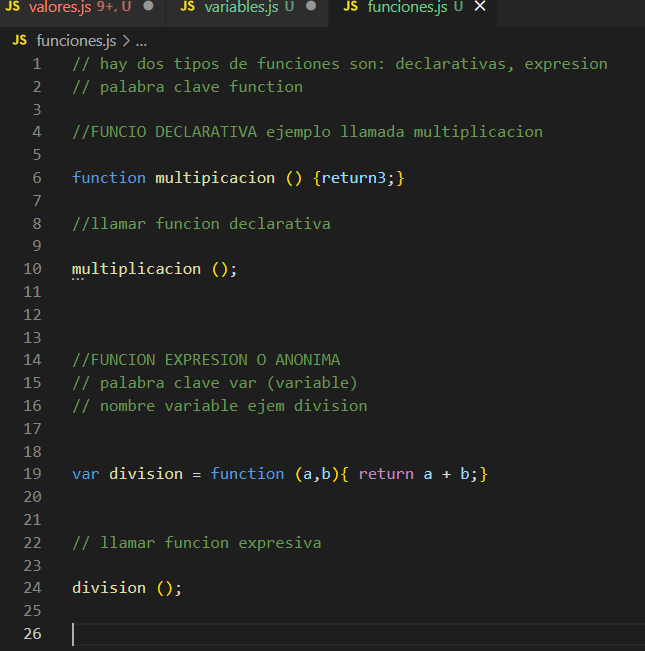 JS valores.js 9+, U JS variables.js U JS funciones.js U
JS funciones.js > ...
1 // hay dos tipos de funciones son: declarativas, expresion
2 // palabra clave function
3
4 //FUNCIO DECLARATIVA ejemplo llamada multiplicacion
5
6 function multipicacion () {return3;}
7
8 //llamar funcion declarativa
9
10 multiplicacion ();
11
12
13
14 //FUNCION EXPRESION O ANONIMA
15 // palabra clave var (variable)
16 // nombre variable ejem division
17
18
19 var division = function (a,b){ return a + b;}
20
21
22 // llamar funcion expresiva
23
24 division ();
25
26